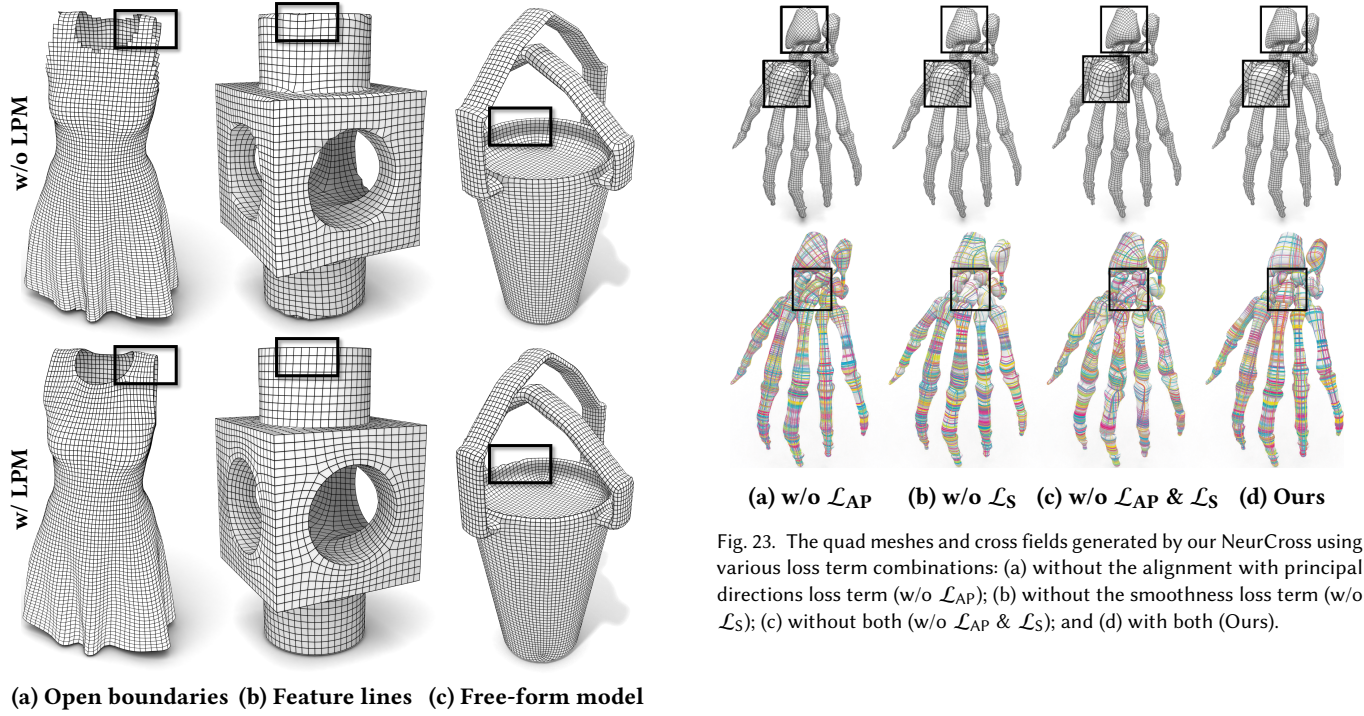 w/o LPM
w/ LPM
(a) Open boundaries (b) Feature lines (c) Free-form model
(a) w/o ℒAP (b) w/o ℒS (c) w/o ℒAP & ℒS (d) Ours
Fig. 23. The quad meshes and cross fields generated by our NeurCross using
various loss term combinations: (a) without the alignment with principal
directions loss term (w/o ℒAP); (b) without the smoothness loss term (w/o
ℒS); (c) without both (w/o ℒAP & ℒS); and (d) with both (Ours).